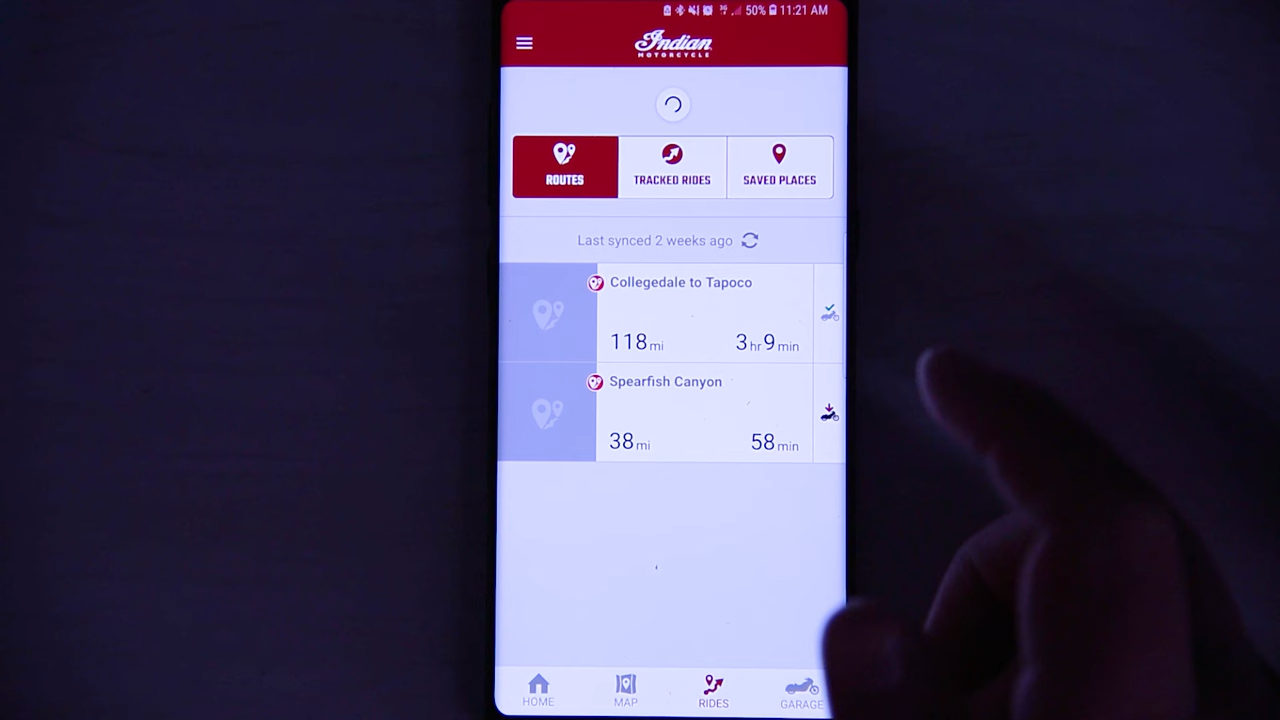 3G 50% 11:21 AM
Indian
MOTORCYCLE
ROUTES TRACKED RIDES SAVED PLACES
Last synced 2 weeks ago
Collegedale to Tapoco
118 mi 3 hr 9 min
Spearfish Canyon
38 mi 58 min
HOME MAP RIDES GARAGE